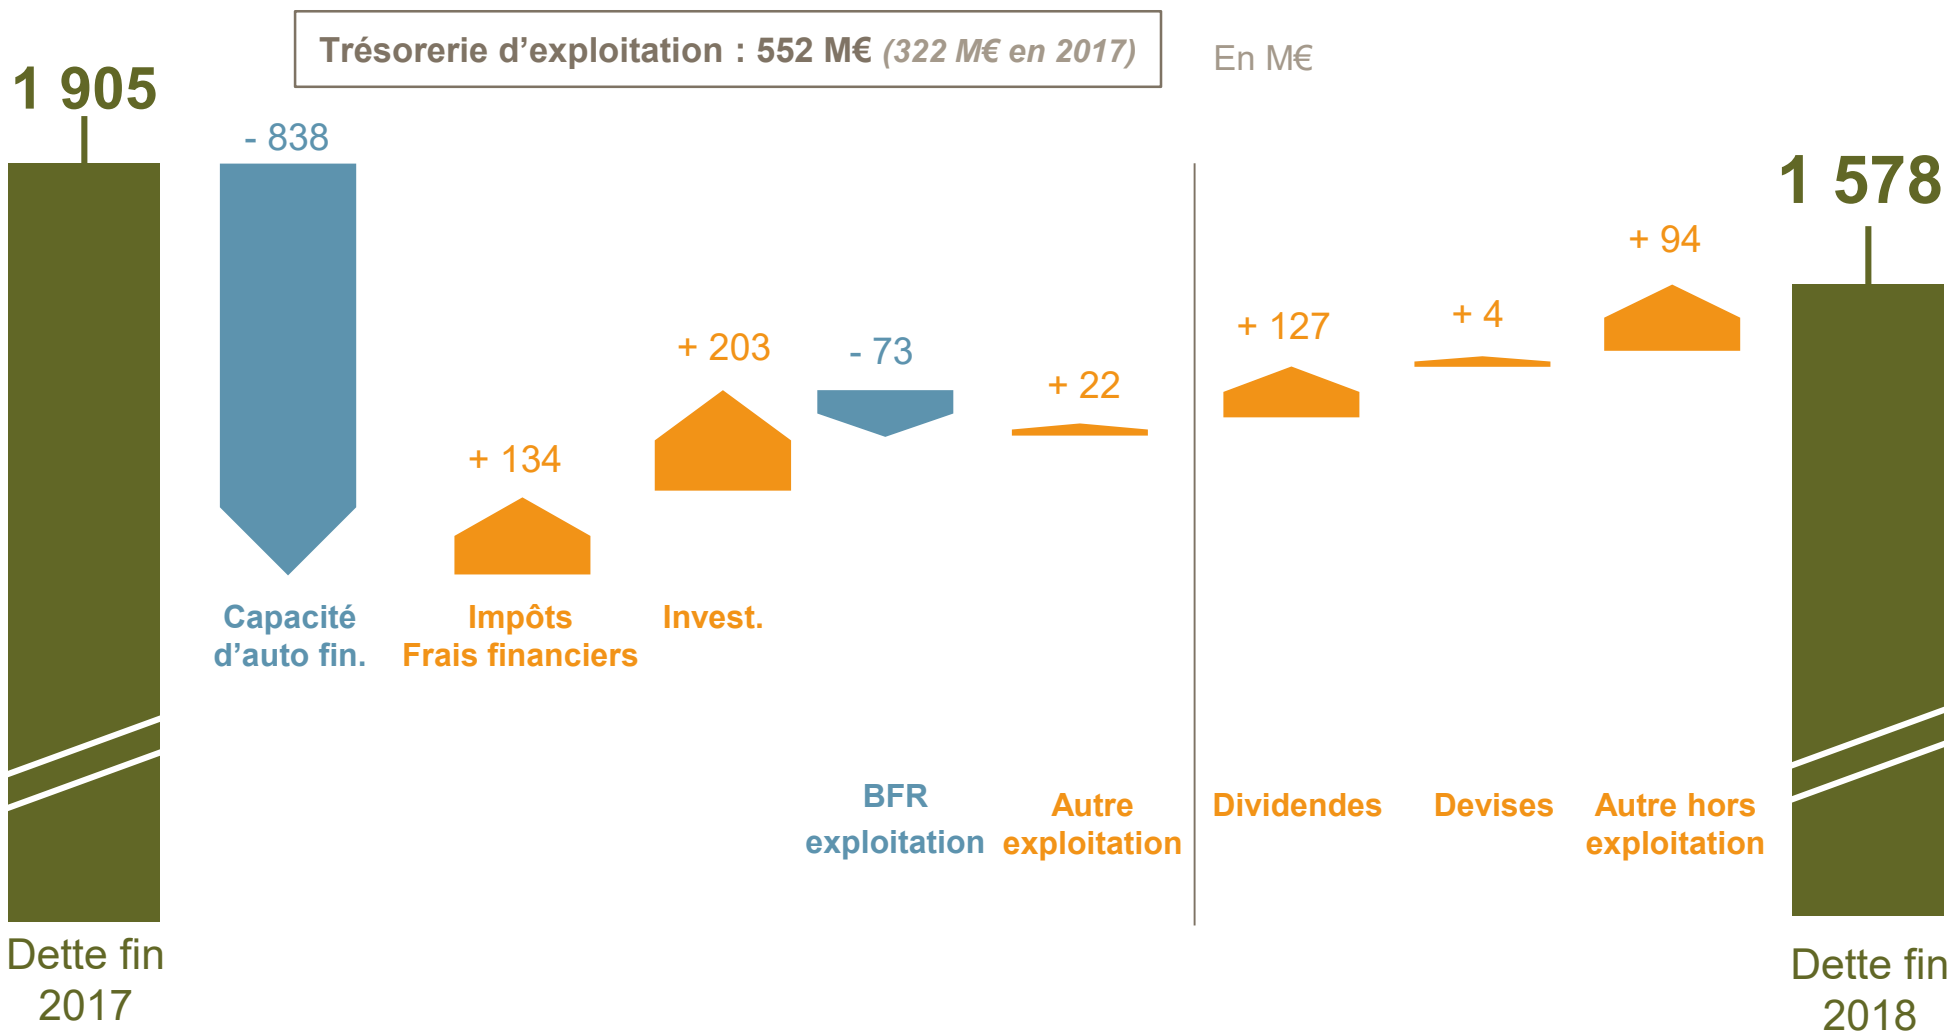 Trésorerie d’exploitation : 552 M€ (322 M€ en 2017)
En M€
1 905
- 838
+ 134
+ 203
- 73
+ 22
+ 127
+ 4
+ 94
1 578
Capacité
d’auto fin.
Impôts
Frais financiers
Invest.
BFR
exploitation
Autre
exploitation
Dividendes
Devises
Autre hors
exploitation
Dette fin
2017
Dette fin
2018